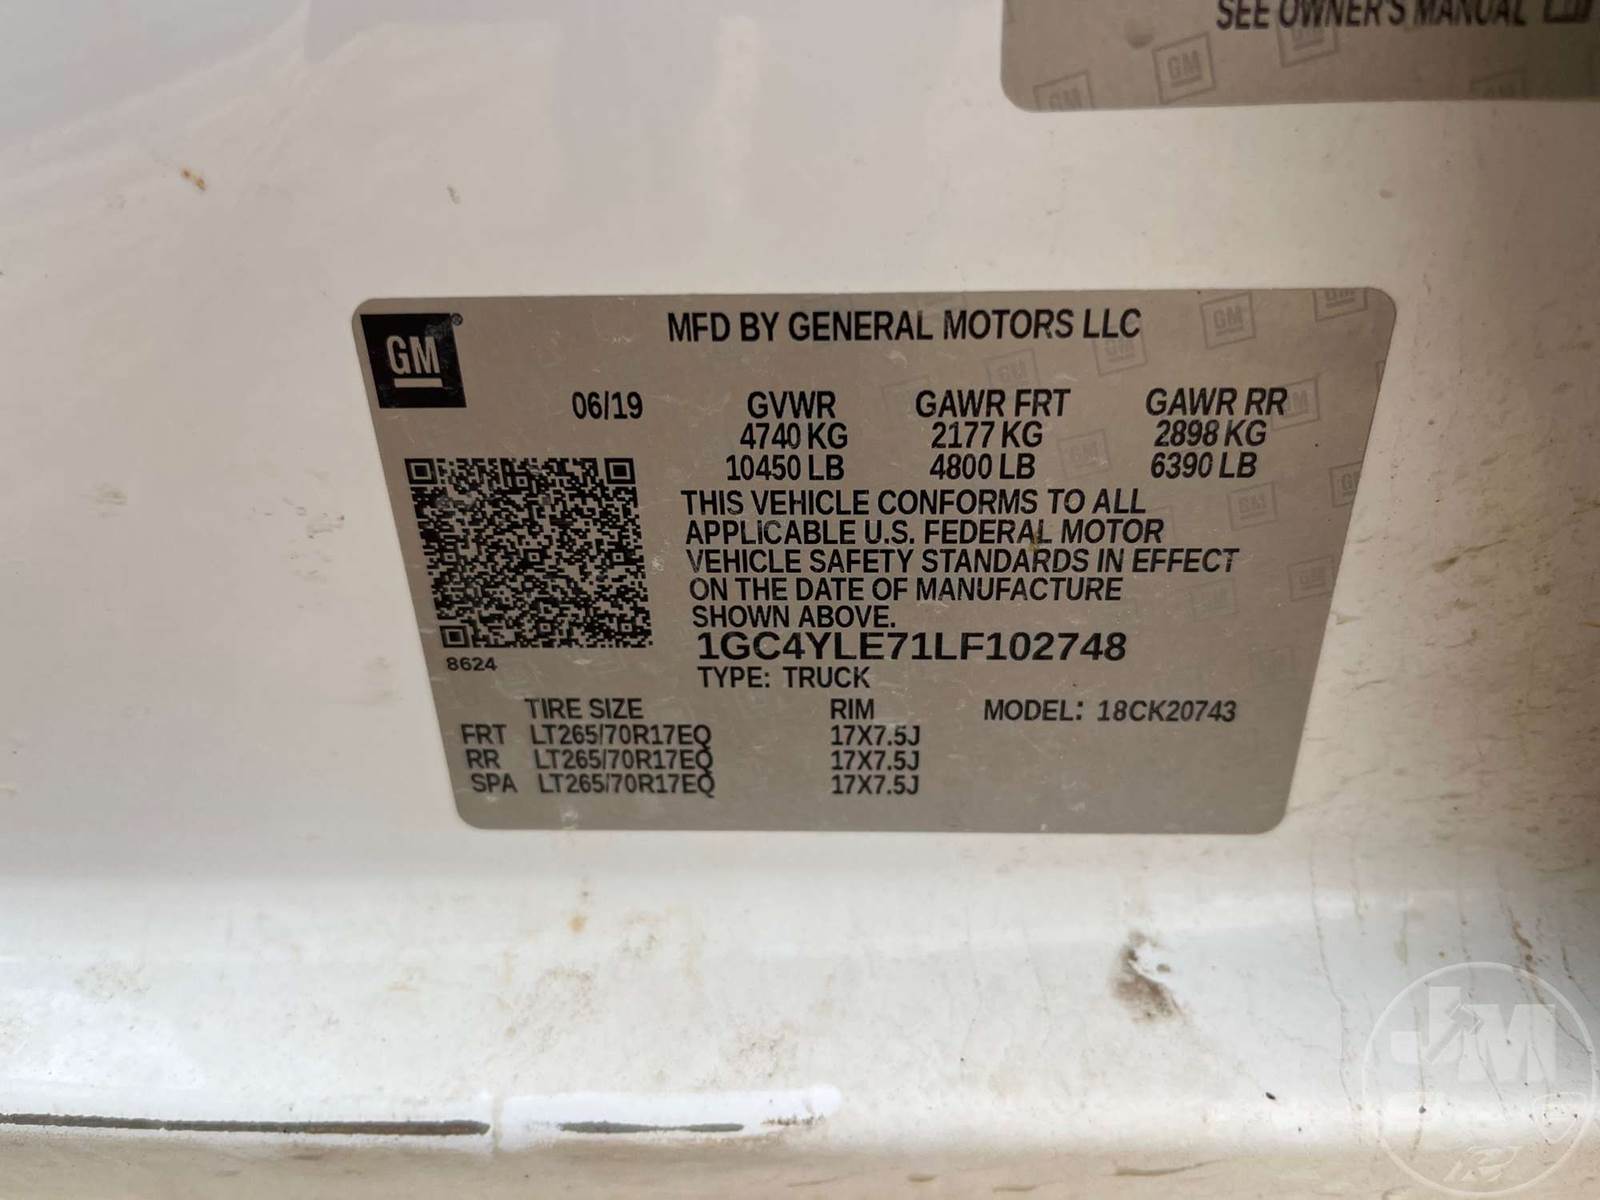 SEE OWNER'S MANUAL
GM
MFD BY GENERAL MOTORS LLC
06/19 GVWR GAWR FRT GAWR RR
4740 KG 2177 KG 2898 KG
10450 LB 4800 LB 6390 LB
THIS VEHICLE CONFORMS TO ALL
APPLICABLE U.S. FEDERAL MOTOR
VEHICLE SAFETY STANDARDS IN EFFECT
ON THE DATE OF MANUFACTURE
SHOWN ABOVE.
1GC4YLE71LF102748
8624
TYPE: TRUCK
TIRE SIZE RIM MODEL: 18CK20743
FRT LT265/70R17EQ 17X7.5J
RR LT265/70R17EQ 17X7.5J
SPA LT265/70R17EQ 17X7.5J
JM